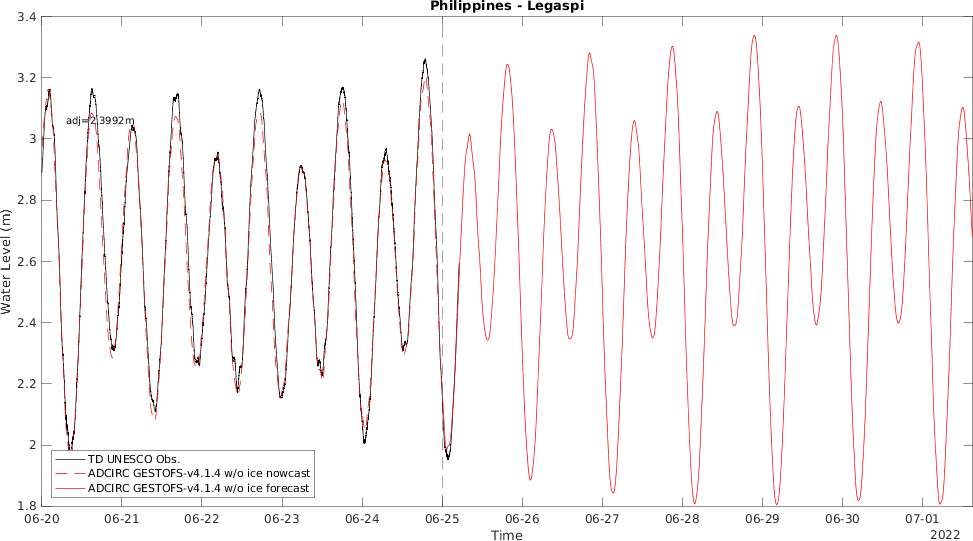 Philippines - Legaspi
3.4
3.2
3
2.8
2.6
2.4
2.2
2
1.8
Water Level (m)
adj=2.3992m
TD UNESCO Obs.
ADCIRC GESTOFS-v4.1.4 w/o ice nowcast
ADCIRC GESTOFS-v4.1.4 w/o ice forecast
06-20 06-21 06-22 06-23 06-24 06-25 06-26 06-27 06-28 06-29 06-30 07-01
Time
2022